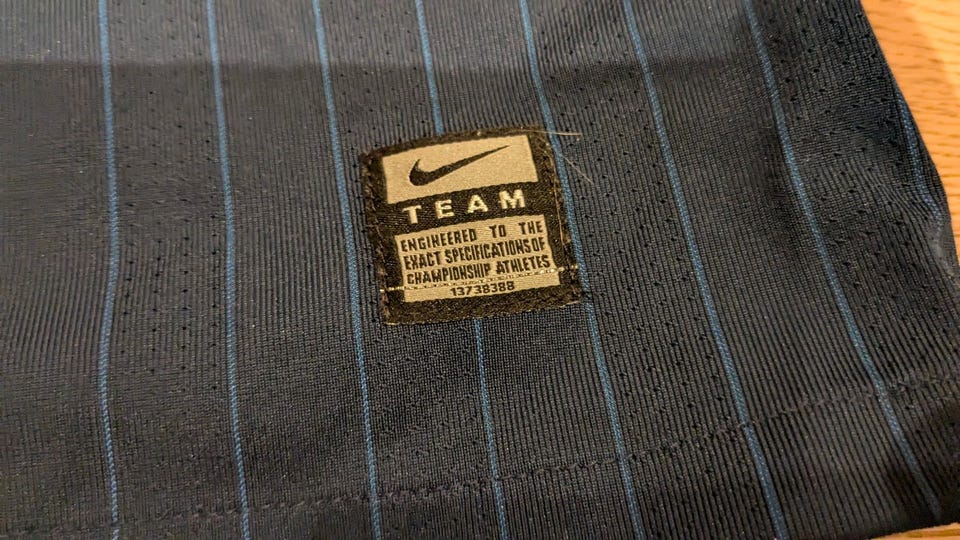 TEAM
ENGINEERED TO THE
EXACT SPECIFICATIONS OF
CHAMPIONSHIP ATHLETES
13738388